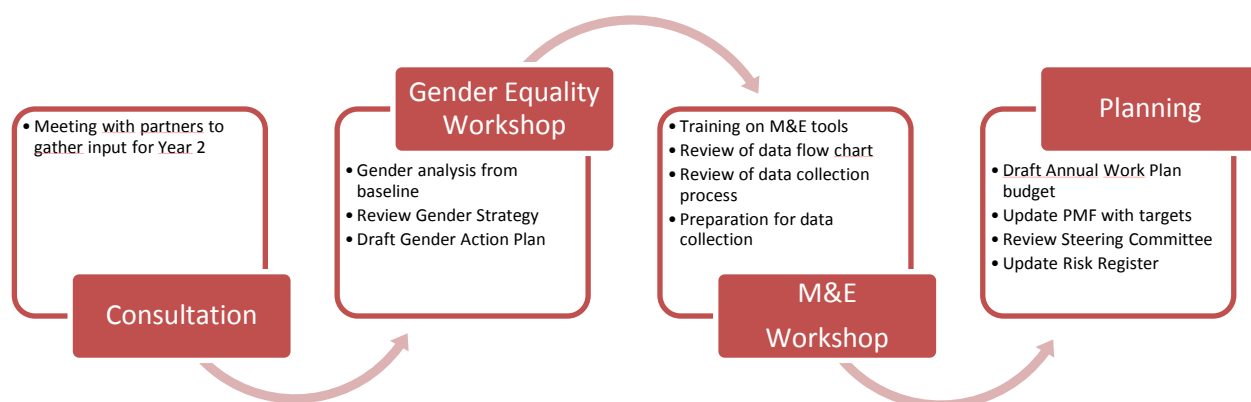 • Meeting with partners to
gather input for Year 2
Consultation
Gender Equality
Workshop
• Gender analysis from
baseline
• Review Gender Strategy
• Draft Gender Action Plan
• Training on M&E tools
• Review of data flow chart
• Review of data collection
process
• Preparation for data
collection
M&E
Workshop
Planning
• Draft Annual Work Plan
budget
• Update PMF with targets
• Review Steering Committee
• Update Risk Register